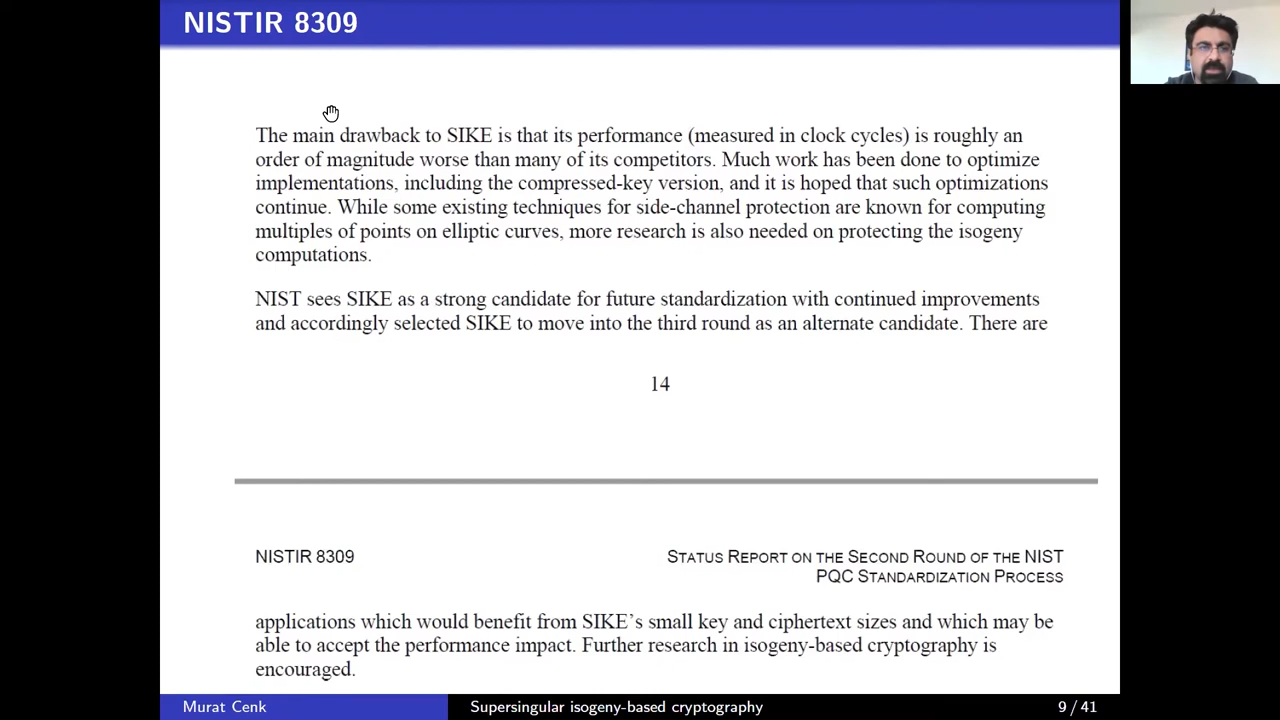 NISTIR 8309
The main drawback to SIKE is that its performance (measured in clock cycles) is roughly an
order of magnitude worse than many of its competitors. Much work has been done to optimize
implementations, including the compressed-key version, and it is hoped that such optimizations
continue. While some existing techniques for side-channel protection are known for computing
multiples of points on elliptic curves, more research is also needed on protecting the isogeny
computations.
NIST sees SIKE as a strong candidate for future standardization with continued improvements
and accordingly selected SIKE to move into the third round as an alternate candidate. There are
14
NISTIR 8309
STATUS REPORT ON THE SECOND ROUND OF THE NIST
PQC STANDARDIZATION PROCESS
applications which would benefit from SIKE’s small key and ciphertext sizes and which may be
able to accept the performance impact. Further research in isogeny-based cryptography is
encouraged.
Murat Cenk
Supersingular isogeny-based cryptography
9 / 41